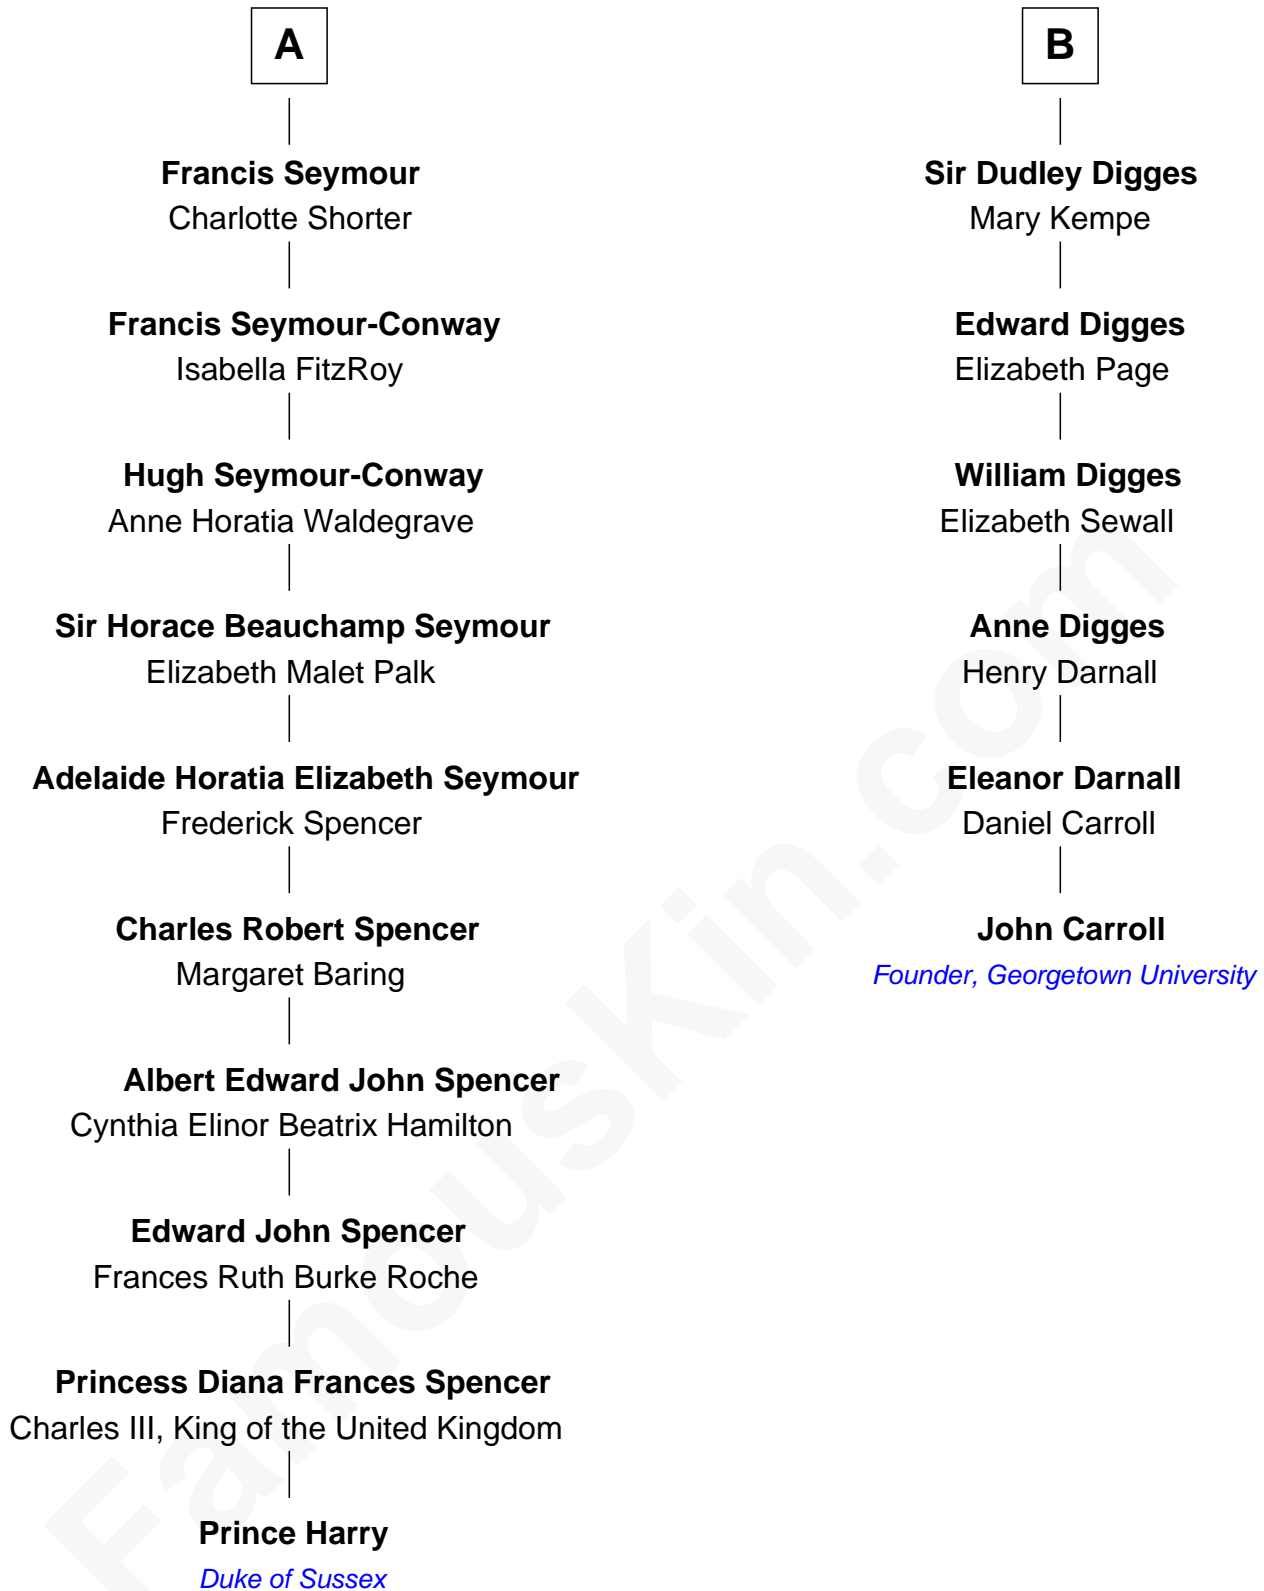 A
Francis Seymour
Charlotte Shorter
Francis Seymour-Conway
Isabella FitzRoy
Hugh Seymour-Conway
Anne Horatia Waldegrave
Sir Horace Beauchamp Seymour
Elizabeth Malet Palk
Adelaide Horatia Elizabeth Seymour
Frederick Spencer
Charles Robert Spencer
Margaret Baring
Albert Edward John Spencer
Cynthia Elinor Beatrix Hamilton
Edward John Spencer
Frances Ruth Burke Roche
Princess Diana Frances Spencer
Charles III, King of the United Kingdom
Prince Harry
Duke of Sussex
B
Sir Dudley Digges
Mary Kempe
Edward Digges
Elizabeth Page
William Digges
Elizabeth Sewall
Anne Digges
Henry Darnall
Eleanor Darnall
Daniel Carroll
John Carroll
Founder, Georgetown University
FamousKin.com